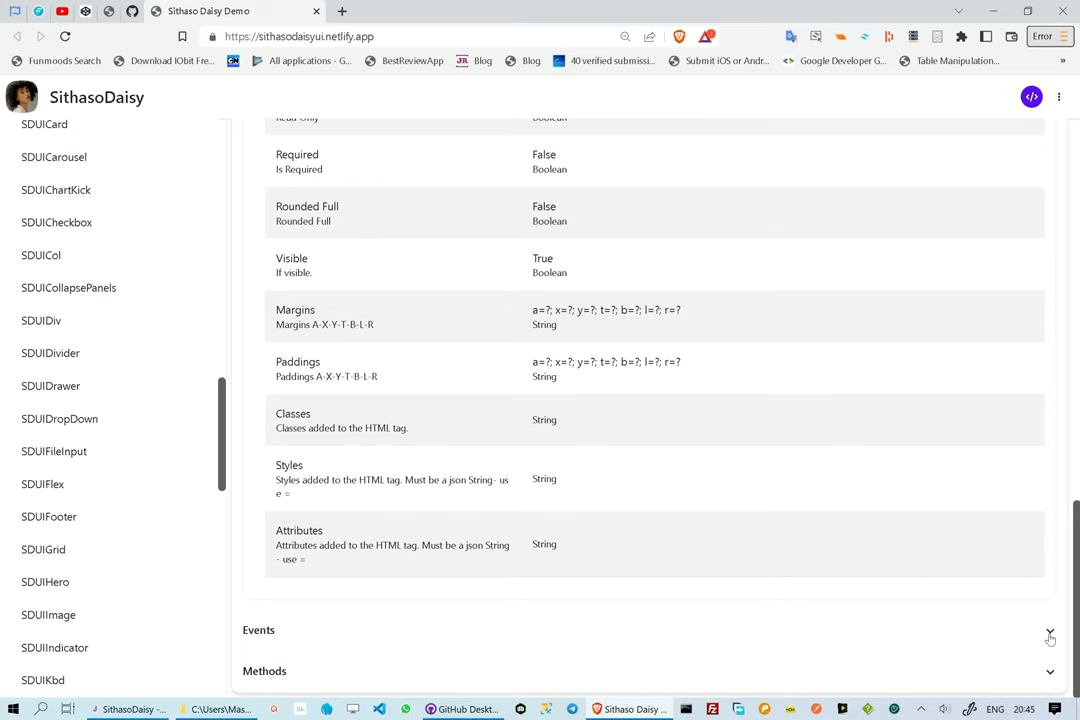 Sithaso Daisy Demo
https://sithasodaisyui.netlify.app
Error
Funmoods Search
Download IObit Fre...
All applications - G...
BestReviewApp
JR
Blog
Blog
40 verified submissi...
Submit iOS or Andr...
Google Developer G...
Table Manipulation...
»
SithasoDaisy
SDUICard
SDUICarousel
SDUIChartKick
SDUICheckbox
SDUICol
SDUICollapsePanels
SDUIDiv
SDUIDivider
SDUIDrawer
SDUIDropDown
SDUIFileInput
SDUIFlex
SDUIFooter
SDUIGrid
SDUIHero
SDUIImage
SDUIIndicator
SDUIKbd
Read Only
Boolean
Required
Is Required
False
Boolean
Rounded Full
Rounded Full
False
Boolean
Visible
If visible.
True
Boolean
Margins
Margins A-X-Y-T-B-L-R
a=?; x=?; y=?; t=?; b=?; l=?; r=?
String
Paddings
Paddings A-X-Y-T-B-L-R
a=?; x=?; y=?; t=?; b=?; l=?; r=?
String
Classes
Classes added to the HTML tag.
String
Styles
Styles added to the HTML tag. Must be a json String- us
e =
String
Attributes
Attributes added to the HTML tag. Must be a json String
- use =
String
Events
Methods
SithasoDaisy -...
C:\Users\Mas...
GitHub Deskt...
Sithaso Daisy ...
ENG
20:45